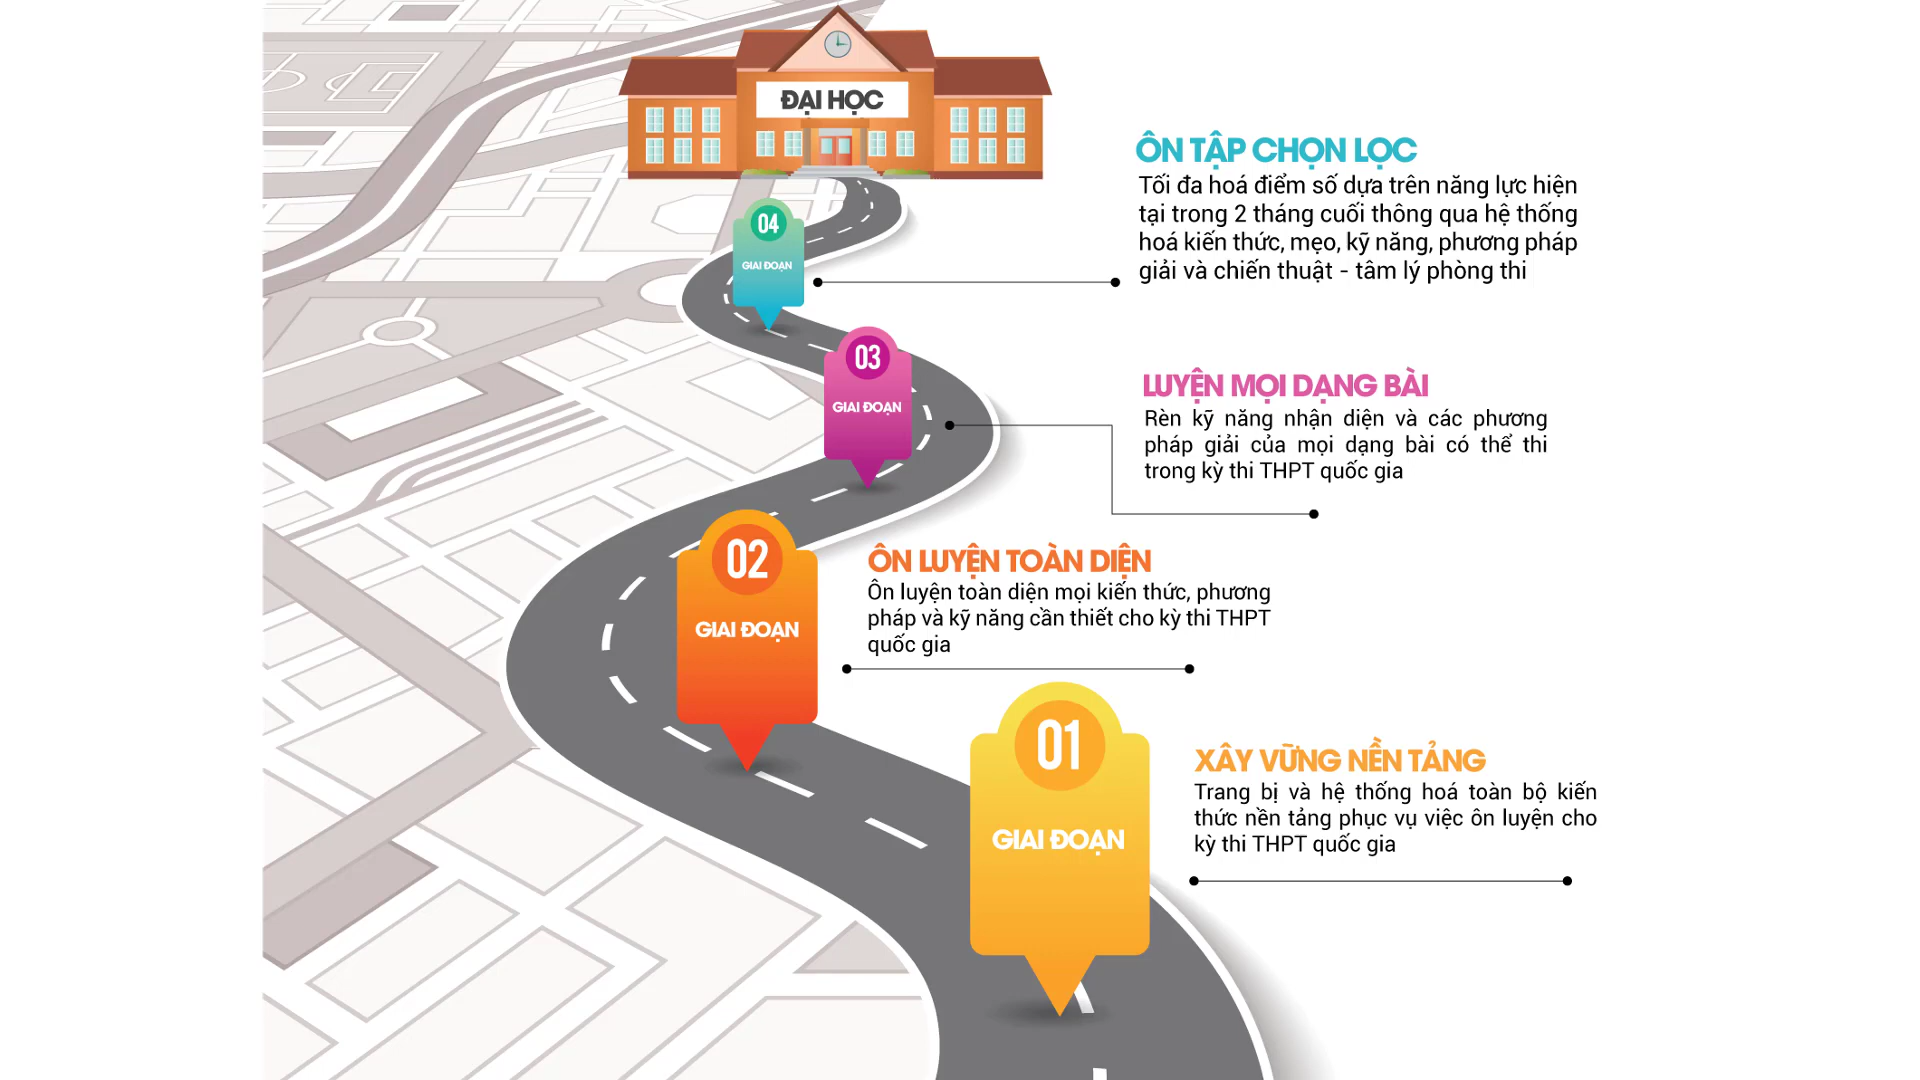 ĐẠI HỌC
ÔN TẬP CHỌN LỌC
Tối đa hoá điểm số dựa trên năng lực hiện
tại trong 2 tháng cuối thông qua hệ thống
hoá kiến thức, mẹo, kỹ năng, phương pháp
giải và chiến thuật - tâm lý phòng thi
04
GIAI ĐOẠN
03
GIAI ĐOẠN
LUYỆN MỌI DẠNG BÀI
Rèn kỹ năng nhận diện và các phương
pháp giải của mọi dạng bài có thể thi
trong kỳ thi THPT quốc gia
02
GIAI ĐOẠN
ÔN LUYỆN TOÀN DIỆN
Ôn luyện toàn diện mọi kiến thức, phương
pháp và kỹ năng cần thiết cho kỳ thi THPT
quốc gia
01
GIAI ĐOẠN
XÂY VỮNG NỀN TẢNG
Trang bị và hệ thống hoá toàn bộ kiến
thức nền tảng phục vụ việc ôn luyện cho
kỳ thi THPT quốc gia